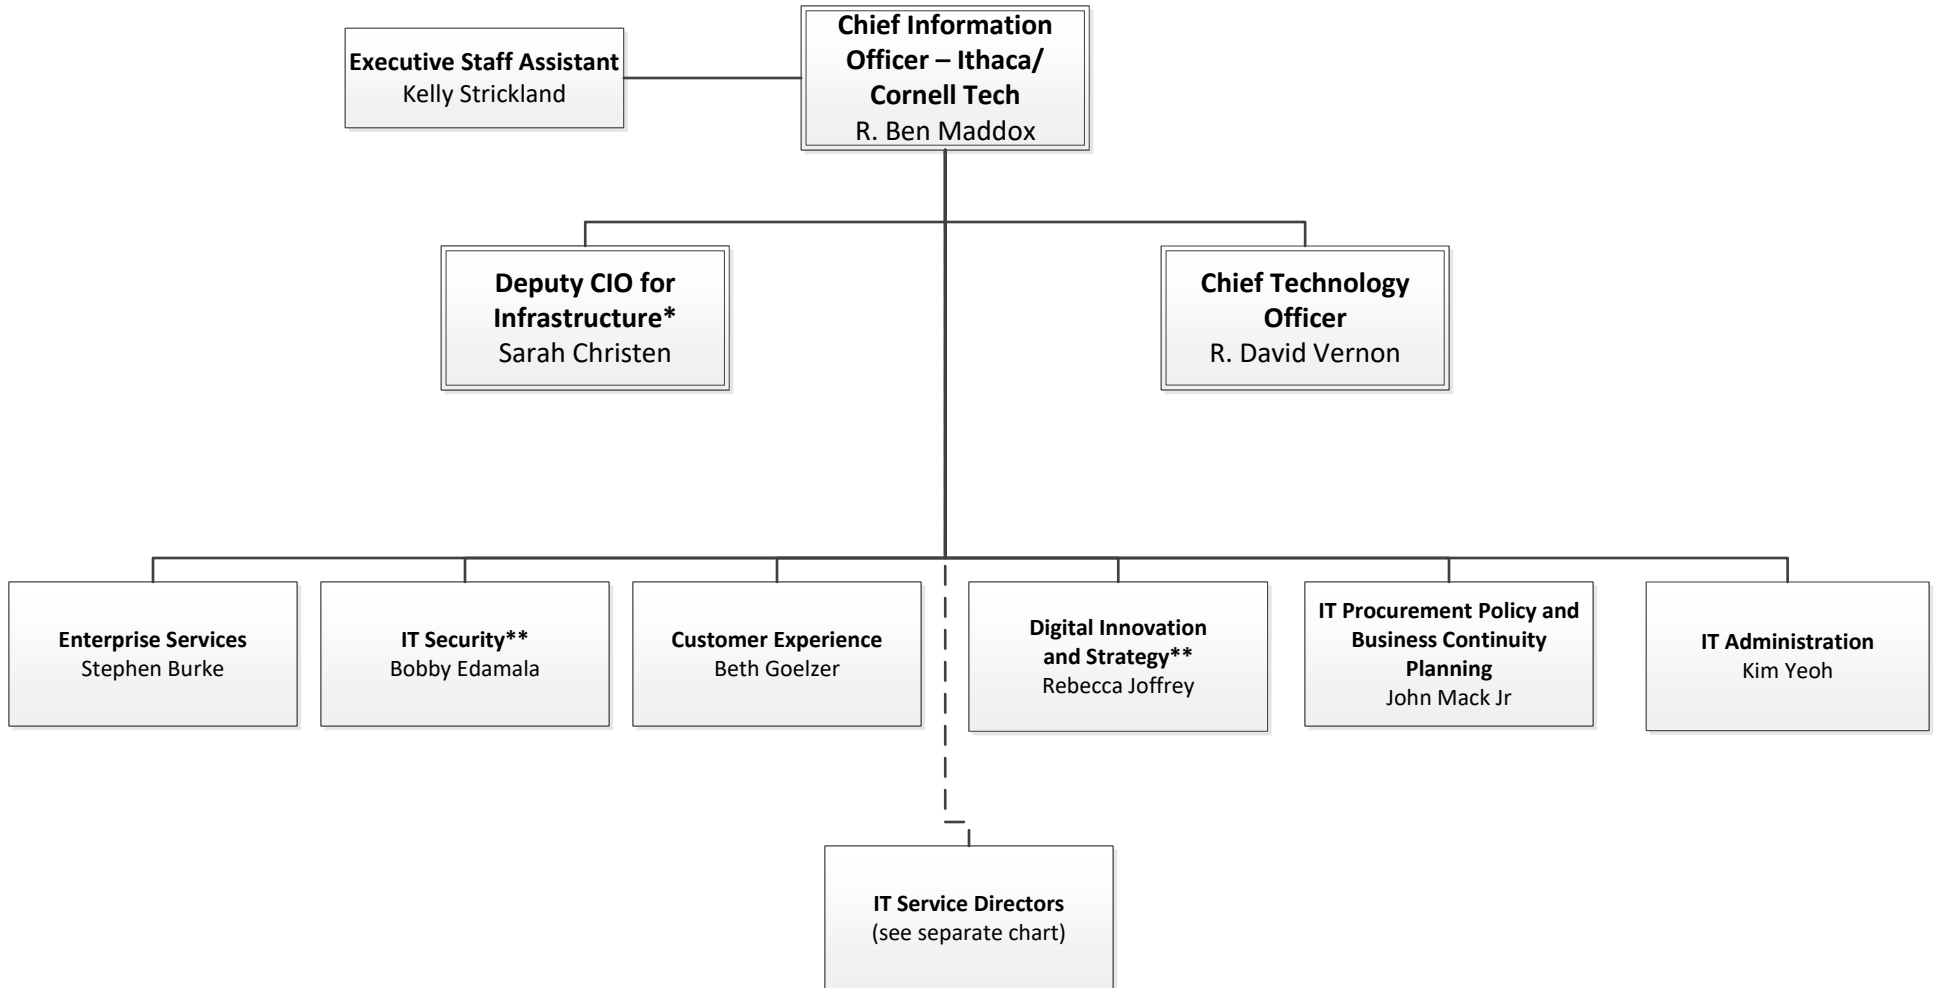 Chief Information
Officer – Ithaca/
Cornell Tech
R. Ben Maddox
Executive Staff Assistant
Kelly Strickland
Deputy CIO for
Infrastructure*
Sarah Christen
Chief Technology
Officer
R. David Vernon
Enterprise Services
Stephen Burke
IT Security**
Bobby Edamala
Customer Experience
Beth Goelzer
Digital Innovation
and Strategy**
Rebecca Joffrey
IT Procurement Policy and
Business Continuity
Planning
John Mack Jr
IT Administration
Kim Yeoh
IT Service Directors
(see separate chart)